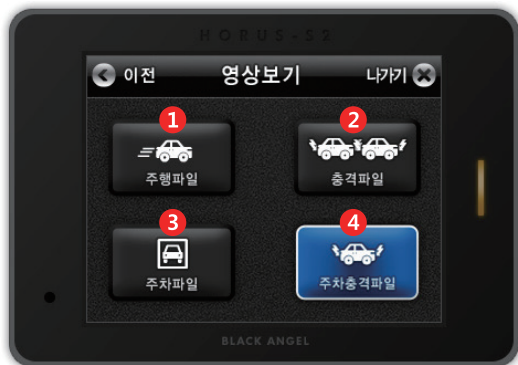 HORUS-S2
이전 영상보기 나가기
1 2
주행파일 충격파일
3 4
주차파일 주차충격파일
BLACK ANGEL